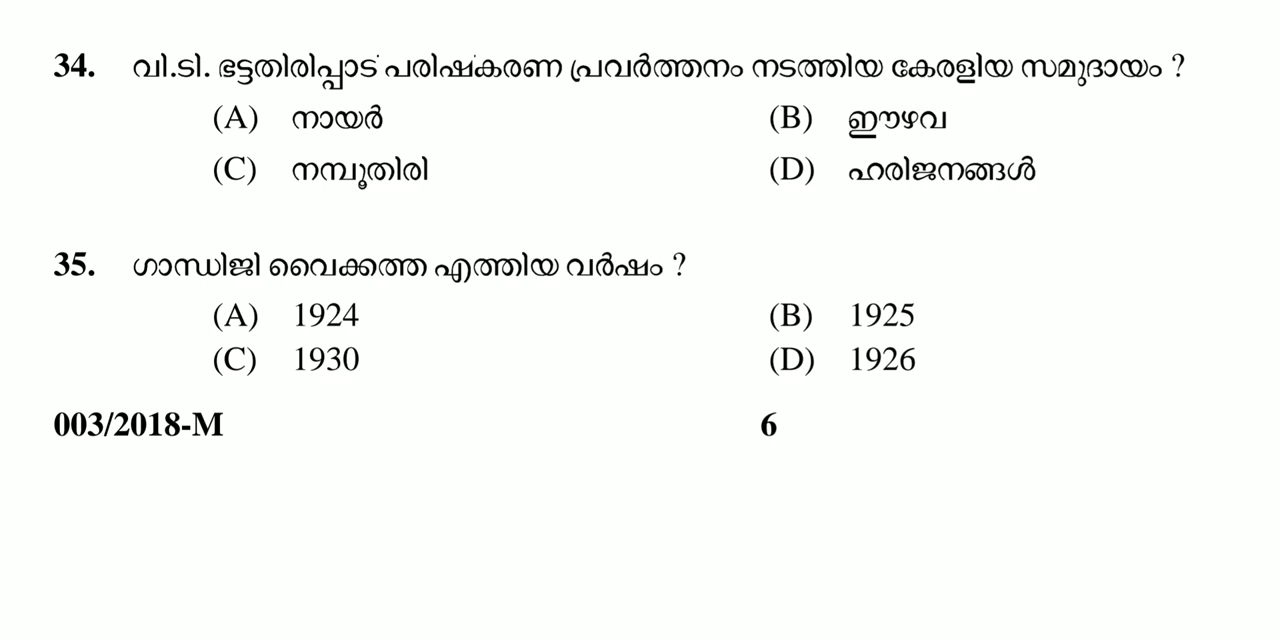 34. വി.ടി. ഭട്ടതിരിപ്പാട് പരിഷ്കരണ പ്രവർത്തനം നടത്തിയ കേരളിയ സമുദായം ?
(A) നായർ (B) ഈഴവ
(C) നമ്പൂതിരി (D) ഹരിജനങ്ങൾ
35. ഗാന്ധിജി വൈക്കത്ത എത്തിയ വർഷം ?
(A) 1924 (B) 1925
(C) 1930 (D) 1926
003/2018-M 6